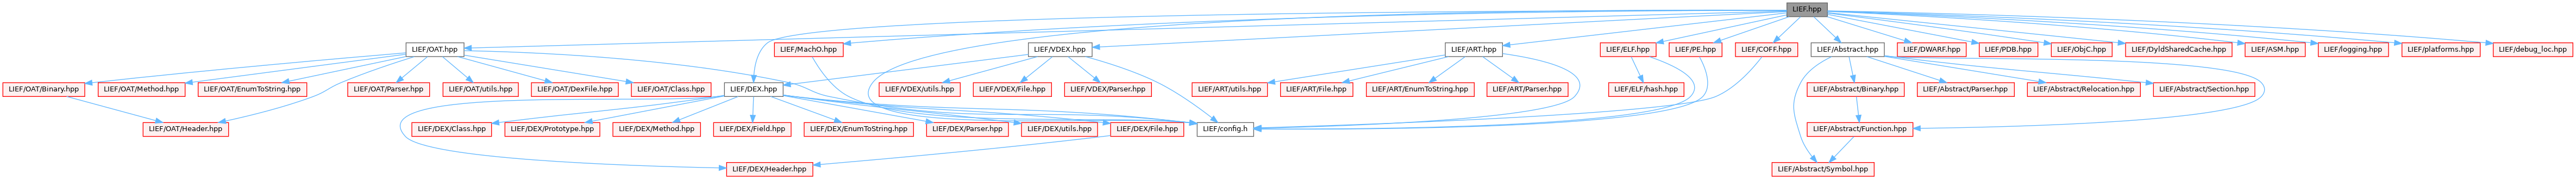 LIEF.hpp
LIEF/OAT.hpp
LIEF/MachO.hpp
LIEF/VDEX.hpp
LIEF/ART.hpp
LIEF/ELF.hpp
LIEF/PE.hpp
LIEF/COFF.hpp
LIEF/Abstract.hpp
LIEF/DWARF.hpp
LIEF/PDB.hpp
LIEF/ObjC.hpp
LIEF/DyldSharedCache.hpp
LIEF/ASM.hpp
LIEF/logging.hpp
LIEF/platforms.hpp
LIEF/debug_loc.hpp
LIEF/OAT/Binary.hpp
LIEF/OAT/Method.hpp
LIEF/OAT/EnumToString.hpp
LIEF/OAT/Parser.hpp
LIEF/OAT/utils.hpp
LIEF/OAT/DexFile.hpp
LIEF/OAT/Class.hpp
LIEF/DEX.hpp
LIEF/VDEX/utils.hpp
LIEF/VDEX/File.hpp
LIEF/VDEX/Parser.hpp
LIEF/ART/utils.hpp
LIEF/ART/File.hpp
LIEF/ART/EnumToString.hpp
LIEF/ART/Parser.hpp
LIEF/ELF/hash.hpp
LIEF/Abstract/Binary.hpp
LIEF/Abstract/Parser.hpp
LIEF/Abstract/Relocation.hpp
LIEF/Abstract/Section.hpp
LIEF/OAT/Header.hpp
LIEF/DEX/Class.hpp
LIEF/DEX/Prototype.hpp
LIEF/DEX/Method.hpp
LIEF/DEX/Field.hpp
LIEF/DEX/EnumToString.hpp
LIEF/DEX/Parser.hpp
LIEF/DEX/utils.hpp
LIEF/DEX/File.hpp
LIEF/config.h
LIEF/Abstract/Function.hpp
LIEF/DEX/Header.hpp
LIEF/Abstract/Symbol.hpp